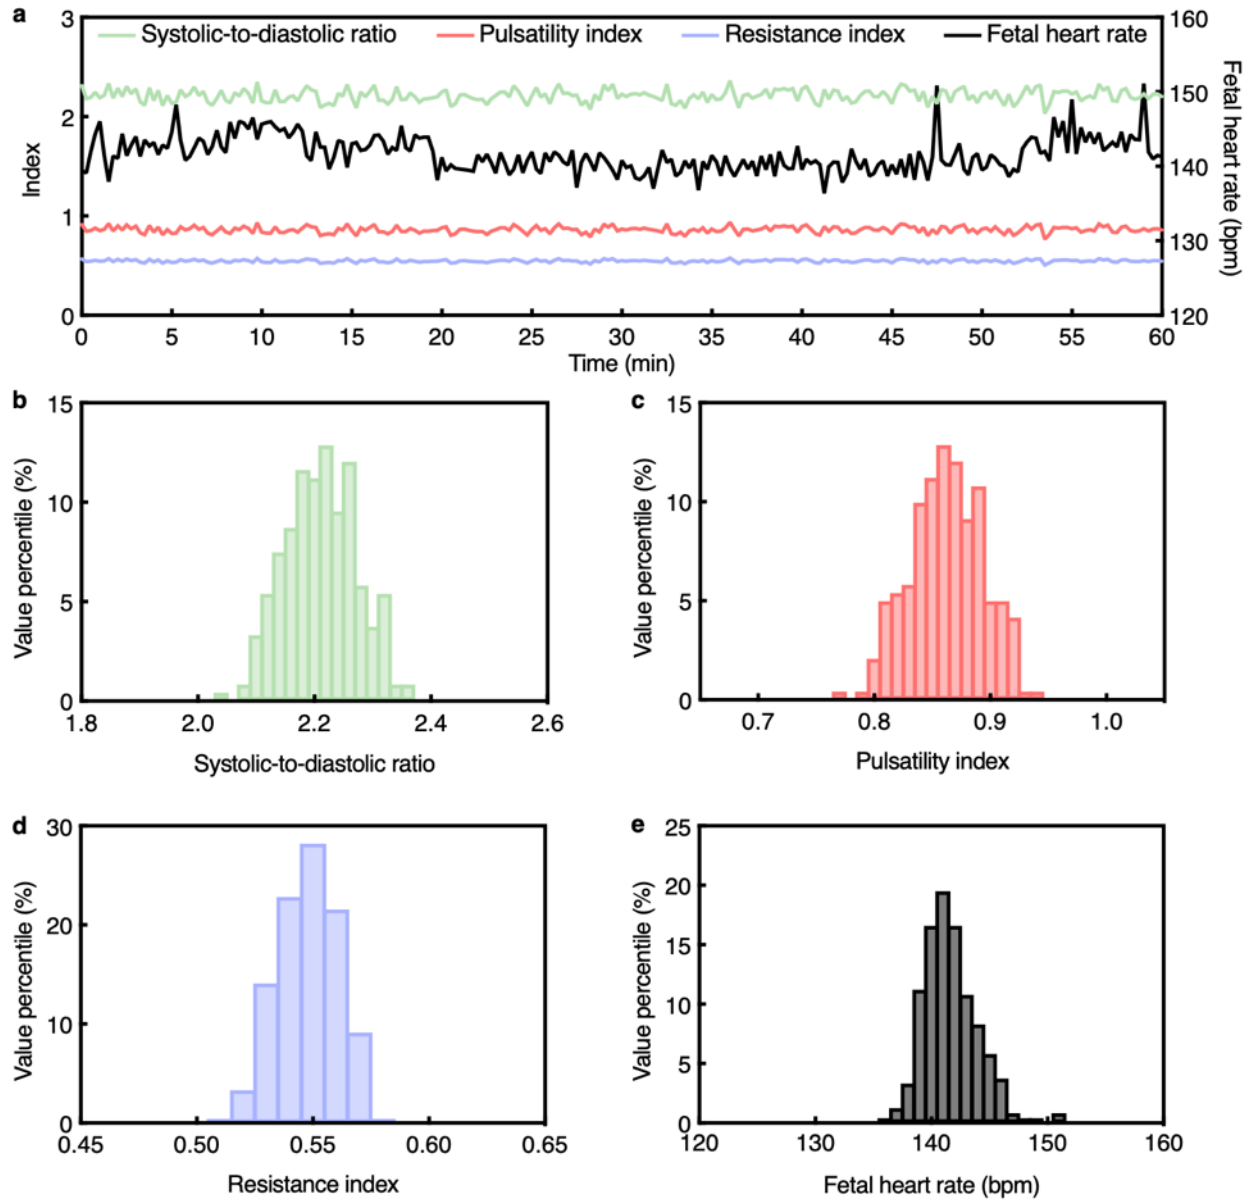 a
3
160
Systolic-to-diastolic ratio
Pulsatility index
Resistance index
Fetal heart rate
150
2
Index
140
Fetal heart rate (bpm)
1
130
0
120
0 5 10 15 20 25 30 35 40 45 50 55 60
Time (min)
b
15
10
5
0
Value percentile (%)
1.8 2.0 2.2 2.4 2.6
Systolic-to-diastolic ratio
c
15
10
5
0
Value percentile (%)
0.7 0.8 0.9 1.0
Pulsatility index
d
30
20
10
0
Value percentile (%)
0.45 0.50 0.55 0.60 0.65
Resistance index
e
25
20
15
10
5
0
Value percentile (%)
120 130 140 150 160
Fetal heart rate (bpm)